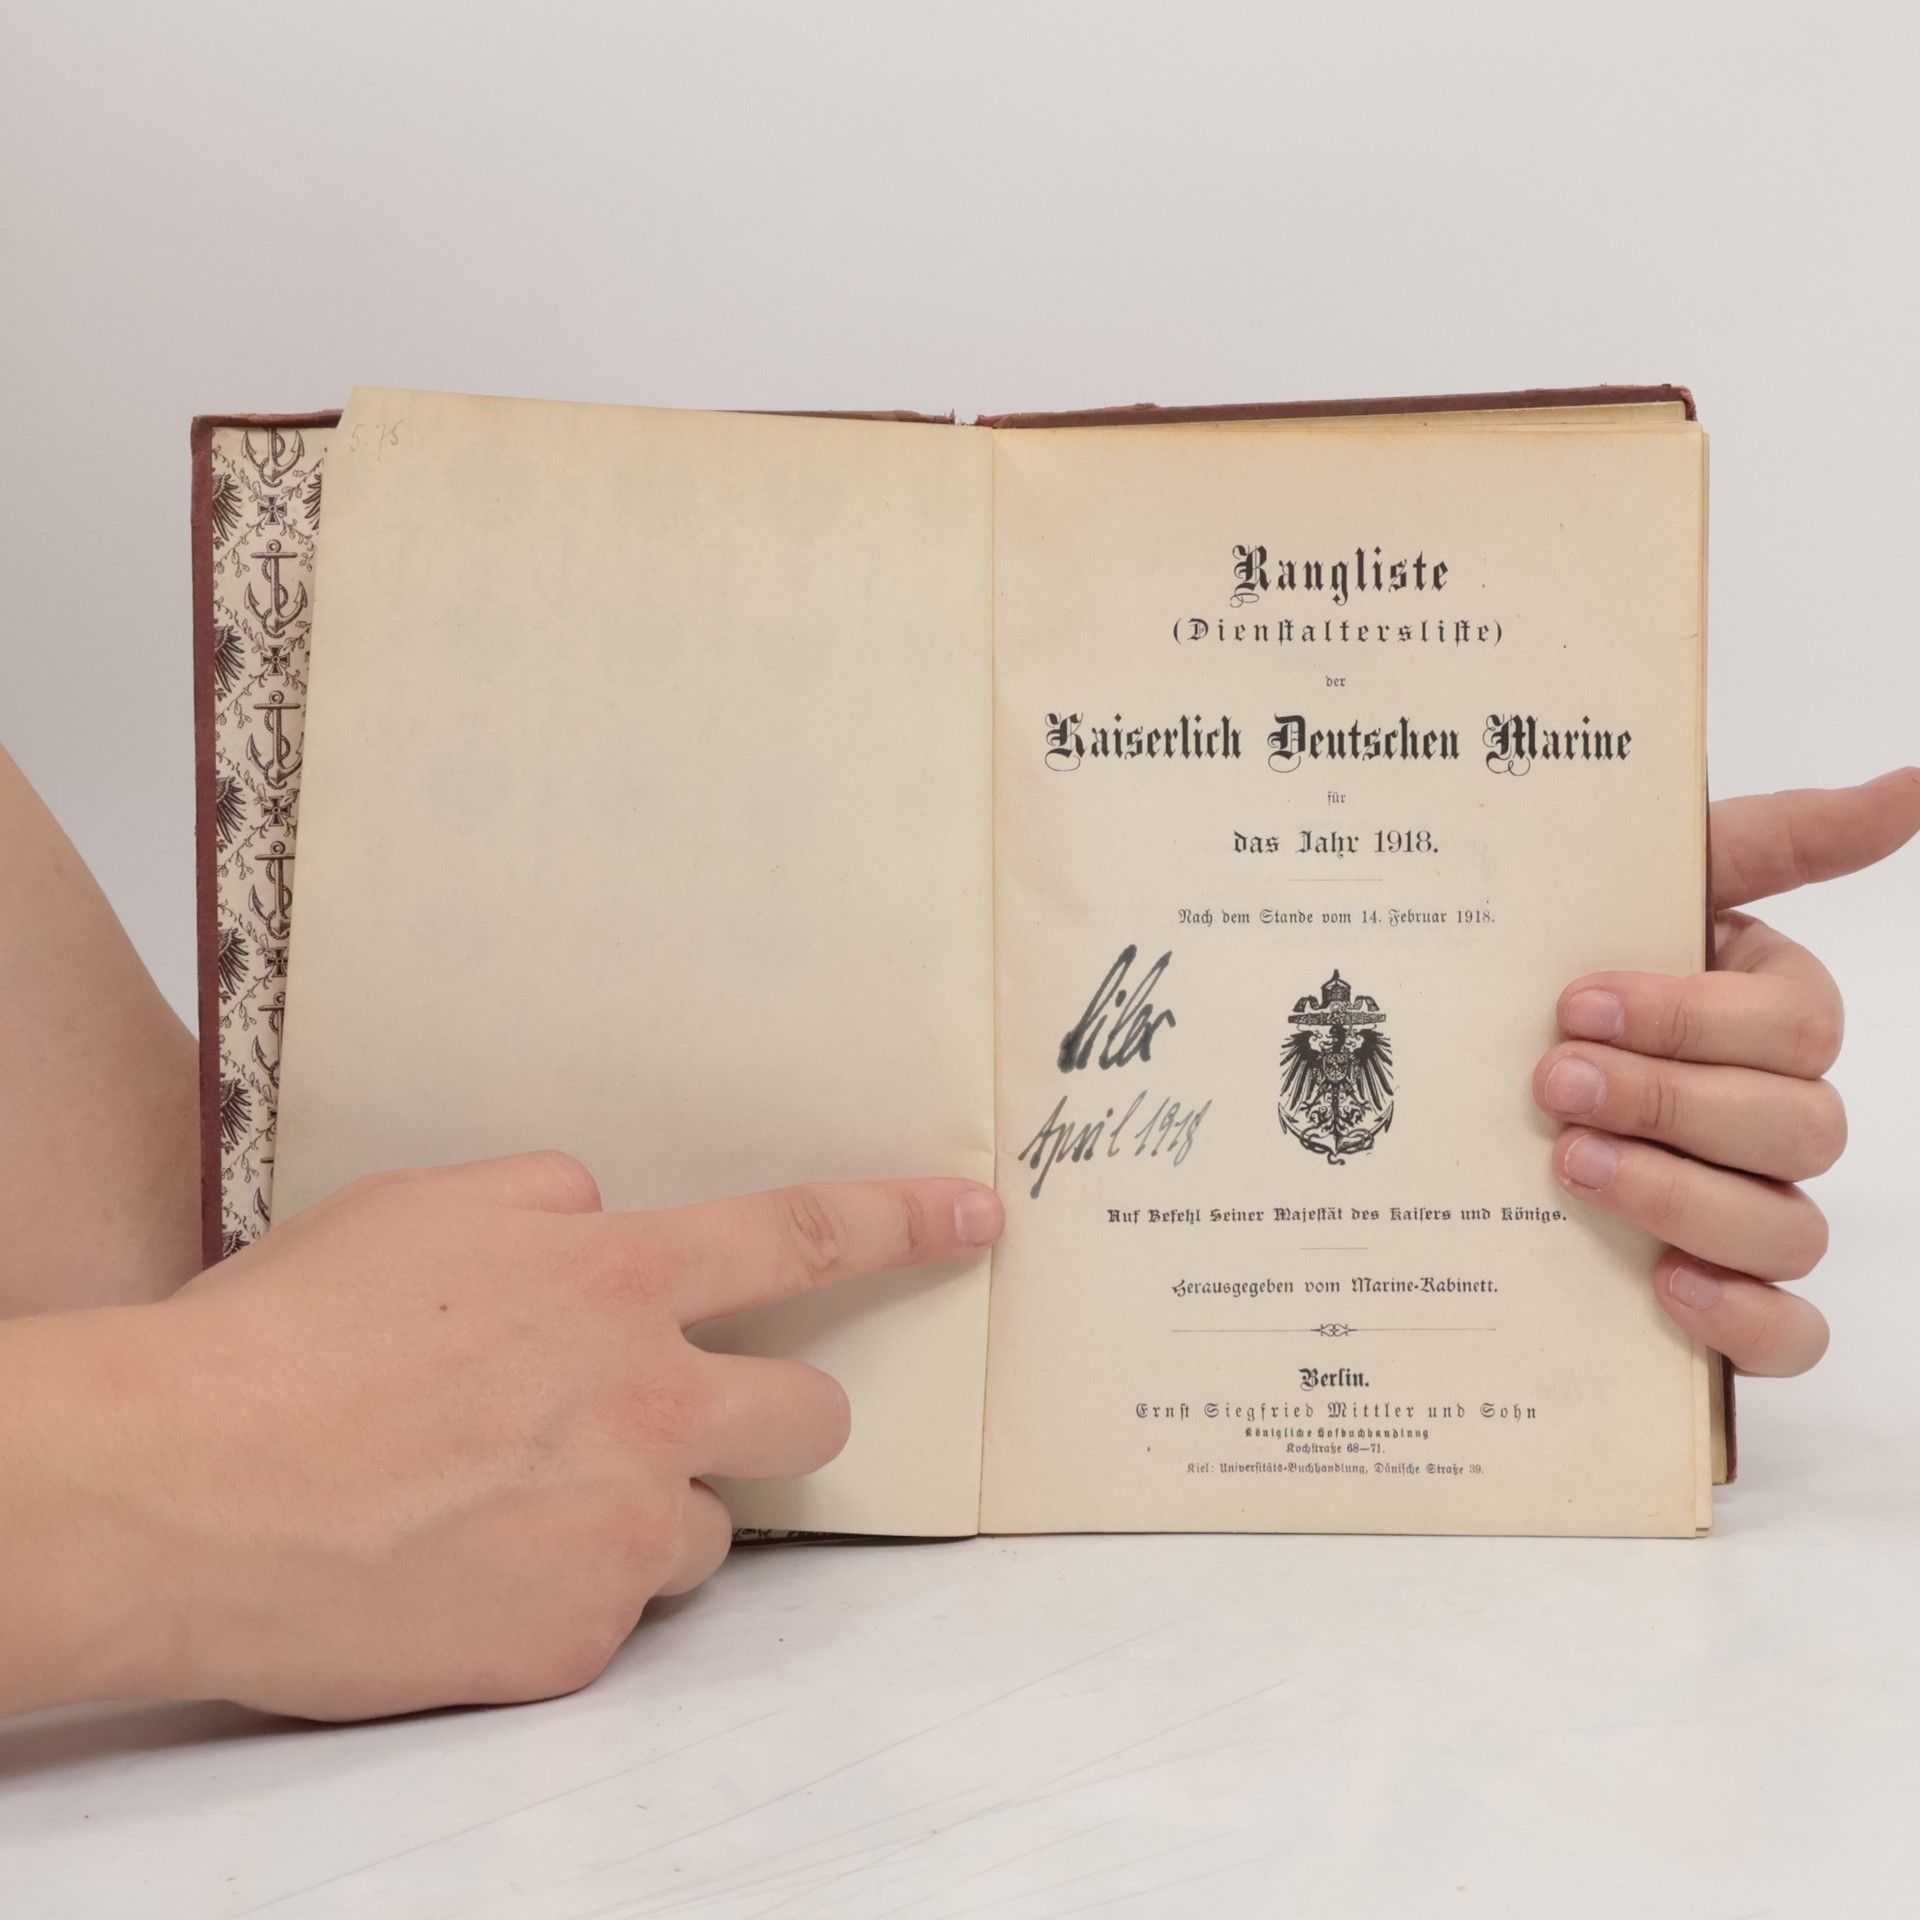 5.75
Rangliste
(Dienstaltersliste)
der
Kaiserlich Deutschen Marine
für
das Jahr 1918.
Nach dem Stande vom 14. Februar 1918.
April 1918
Auf Befehl Seiner Majestät des Kaisers und Königs.
Herausgegeben vom Marine-Kabinett.
Berlin.
Ernst Siegfried Mittler und Sohn
Königliche Hofbuchhandlung
Kochstraße 68—71.
Kiel: Universitäts-Buchhandlung, Dänische Straße 39.